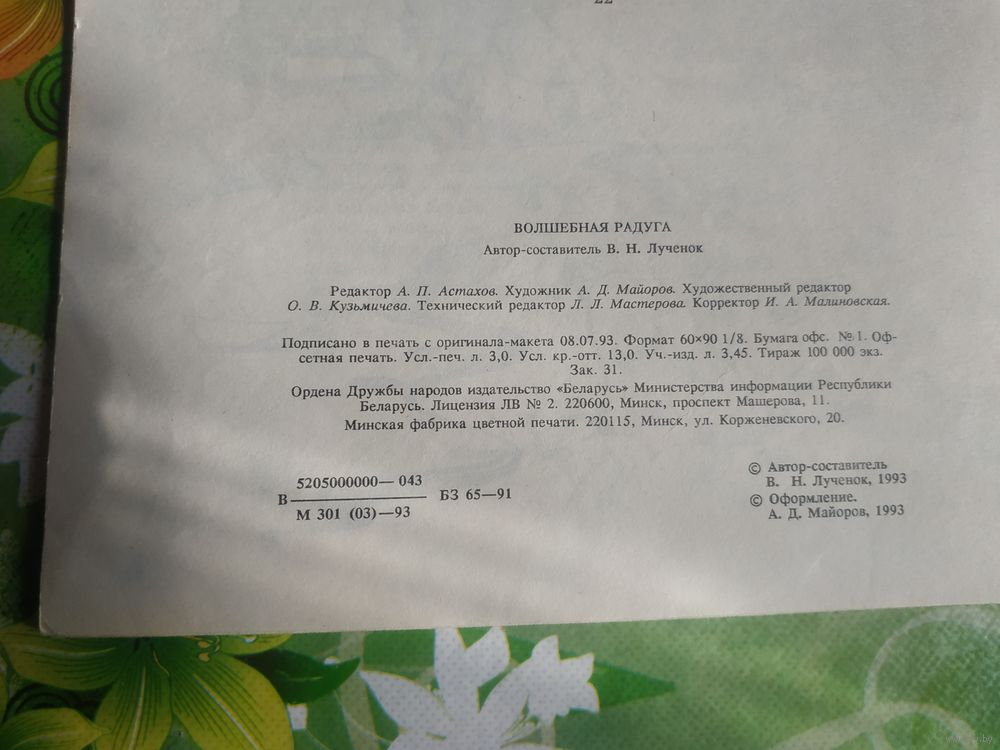 22
ВОЛШЕБНАЯ РАДУГА
Автор-составитель В. Н. Лученок
Редактор А. П. Астахов. Художник А. Д. Майоров. Художественный редактор
О. В. Кузьмичева. Технический редактор Л. Л. Мастерова. Корректор И. А. Малиновская.
Подписано в печать с оригинала-макета 08.07.93. Формат 60×90 1/8. Бумага офс. № 1. Оф-
сетная печать. Усл.-печ. л. 3,0. Усл. кр.-отт. 13,0. Уч.-изд. л. 3,45. Тираж 100 000 экз.
Зак. 31.
Ордена Дружбы народов издательство «Беларусь» Министерства информации Республики
Беларусь. Лицензия ЛВ № 2. 220600, Минск, проспект Машерова, 11.
Минская фабрика цветной печати. 220115, Минск, ул. Корженевского, 20.
5205000000— 043
В
М 301 (03)—93
БЗ 65—91
© Автор-составитель
В. Н. Лученок, 1993
© Оформление.
А. Д. Майоров, 1993